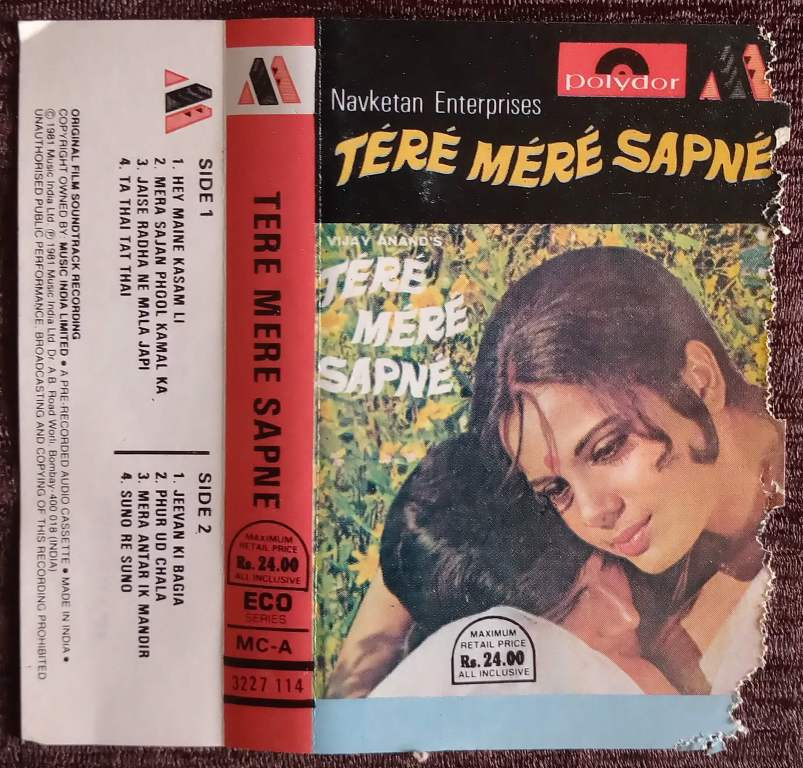 SIDE 1
1. HEY MAINE KASAM LI
2. MERA SAJAN PHOOL KAMAL KA
3. JAISE RADHA NE MALA JAPI
4. TA THAI TAT THAI
SIDE 2
1. JEEVAN KI BAGIA
2. PHUR UD CHALA
3. MERA ANTAR IK MANDIR
4. SUNO RE SUNO
ORIGINAL FILM SOUNDTRACK RECORDING
COPYRIGHT OWNED BY: MUSIC INDIA LIMITED • A PRE-RECORDED AUDIO CASSETTE • MADE IN INDIA •
© 1981 Music India Ltd. ℗ 1981 Music India Ltd. Dr. A.B. Road Worli, Bombay-400 018 (INDIA)
UNAUTHORISED PUBLIC PERFORMANCE, BROADCASTING AND COPYING OF THIS RECORDING PROHIBITED
TERE MERE SAPNE
MAXIMUM
RETAIL PRICE
Rs. 24.00
ALL INCLUSIVE
ECO
SERIES
MC-A
3227 114
polydor
Navketan Enterprises
TÉRÉ MÉRÉ SAPNÉ
VIJAY ANAND'S
TÉRÉ
MÉRÉ
SAPNÉ
MAXIMUM
RETAIL PRICE
Rs. 24.00
ALL INCLUSIVE